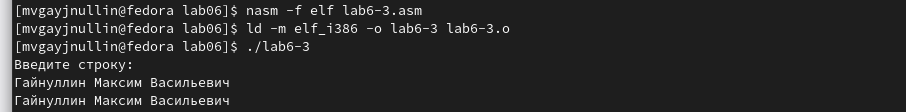 [mvgayjnullin@fedora lab06]$ nasm -f elf lab6-3.asm
[mvgayjnullin@fedora lab06]$ ld -m elf_i386 -o lab6-3 lab6-3.o
[mvgayjnullin@fedora lab06]$ ./lab6-3
Введите строку:
Гайнуллин Максим Васильевич
Гайнуллин Максим Васильевич